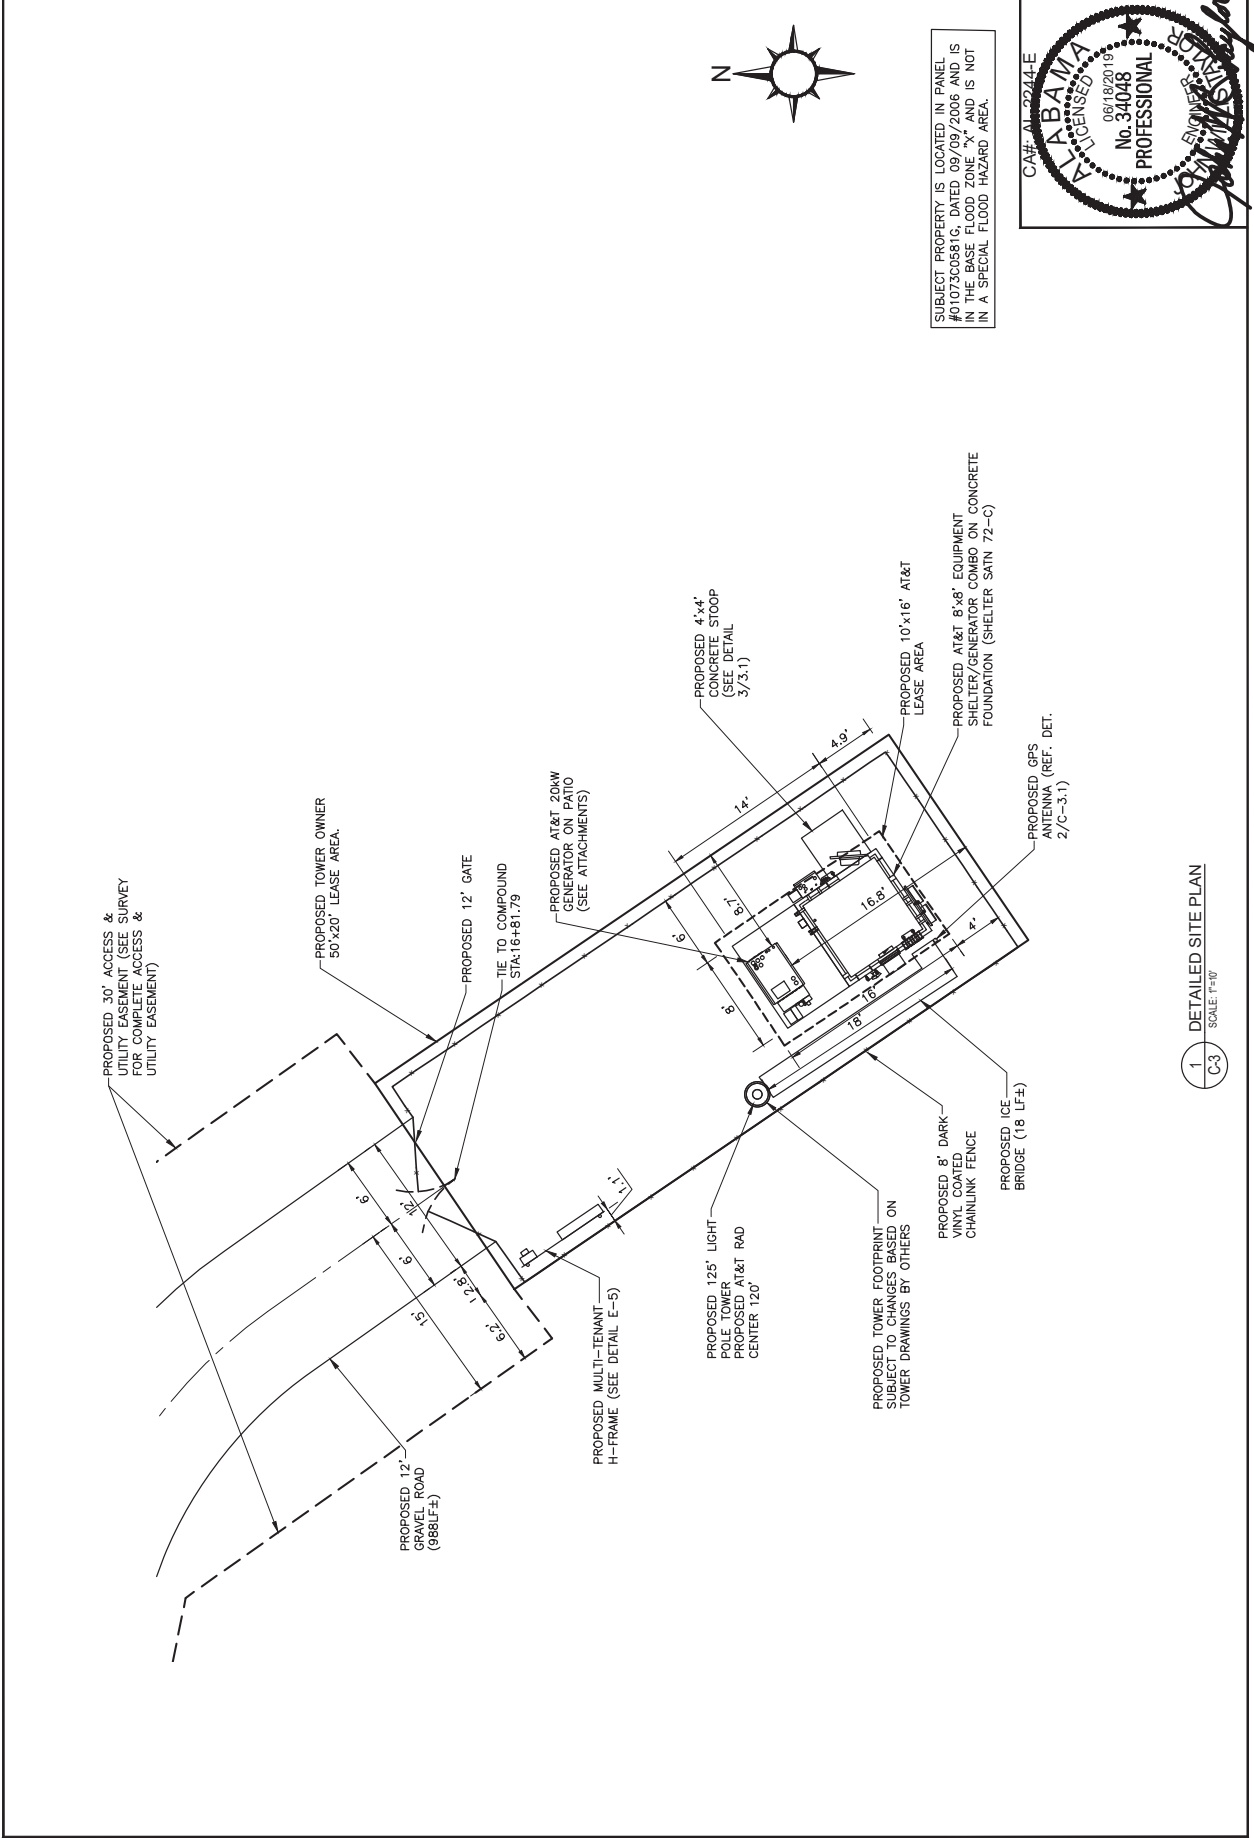 PROPOSED 30' ACCESS &
UTILITY EASEMENT (SEE SURVEY
FOR COMPLETE ACCESS &
UTILITY EASEMENT)
PROPOSED TOWER OWNER
50'x20' LEASE AREA.
PROPOSED 12' GATE
TIE TO COMPOUND
STA:16+81.79
PROPOSED AT&T 20kW
GENERATOR ON PATIO
(SEE ATTACHMENTS)
PROPOSED 4'x4'
CONCRETE STOOP
(SEE DETAIL
3/3.1)
PROPOSED 10'x16' AT&T
LEASE AREA
PROPOSED AT&T 8'x8' EQUIPMENT
SHELTER/GENERATOR COMBO ON CONCRETE
FOUNDATION (SHELTER SATN 72-C)
PROPOSED GPS
ANTENNA (REF. DET.
2/C-3.1)
PROPOSED 12'
GRAVEL ROAD
(988LF±)
PROPOSED MULTI-TENANT
H-FRAME (SEE DETAIL E-5)
PROPOSED 125' LIGHT
POLE TOWER
PROPOSED AT&T RAD
CENTER 120'
PROPOSED TOWER FOOTPRINT
SUBJECT TO CHANGES BASED ON
TOWER DRAWINGS BY OTHERS
PROPOSED 8' DARK
VINYL COATED
CHAINLINK FENCE
PROPOSED ICE
BRIDGE (18 LF±)
6'
12'
6'
2.8'
15'
6.2'
1.1'
14'
4.9'
8.7'
6'
8'
16.8'
16'
18'
4'
N
SUBJECT PROPERTY IS LOCATED IN PANEL
#01073C0581G, DATED 09/09/2006 AND IS
IN THE BASE FLOOD ZONE "X" AND IS NOT
IN A SPECIAL FLOOD HAZARD AREA.
CA#: AL 2244-E
ALABAMA
LICENSED
06/18/2019
No. 34048
PROFESSIONAL
ENGINEER
1
C-3
DETAILED SITE PLAN
SCALE: 1"=10'